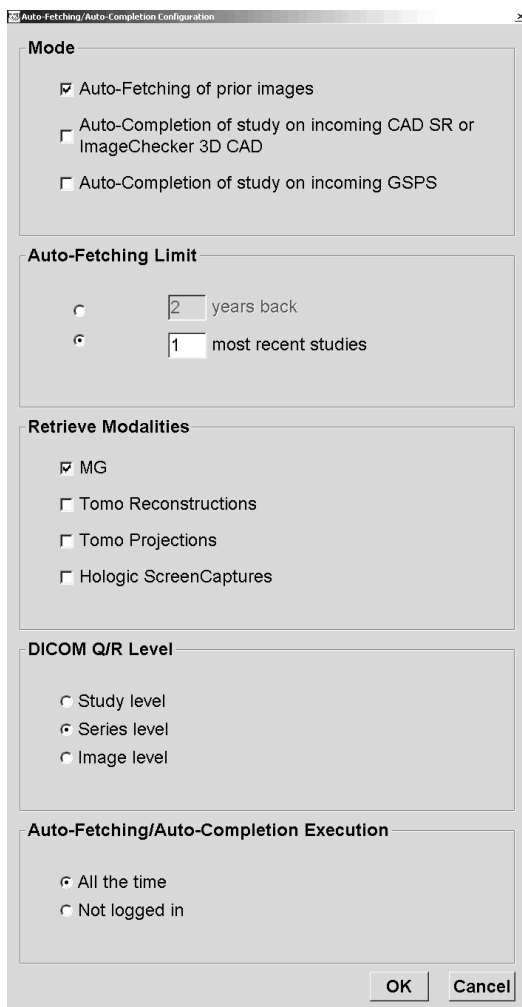 Auto-Fetching/Auto-Completion Configuration
Mode
Auto-Fetching of prior images
Auto-Completion of study on incoming CAD SR or
ImageChecker 3D CAD
Auto-Completion of study on incoming GSPS
Auto-Fetching Limit
2 years back
1 most recent studies
Retrieve Modalities
MG
Tomo Reconstructions
Tomo Projections
Hologic ScreenCaptures
DICOM Q/R Level
Study level
Series level
Image level
Auto-Fetching/Auto-Completion Execution
All the time
Not logged in
OK Cancel